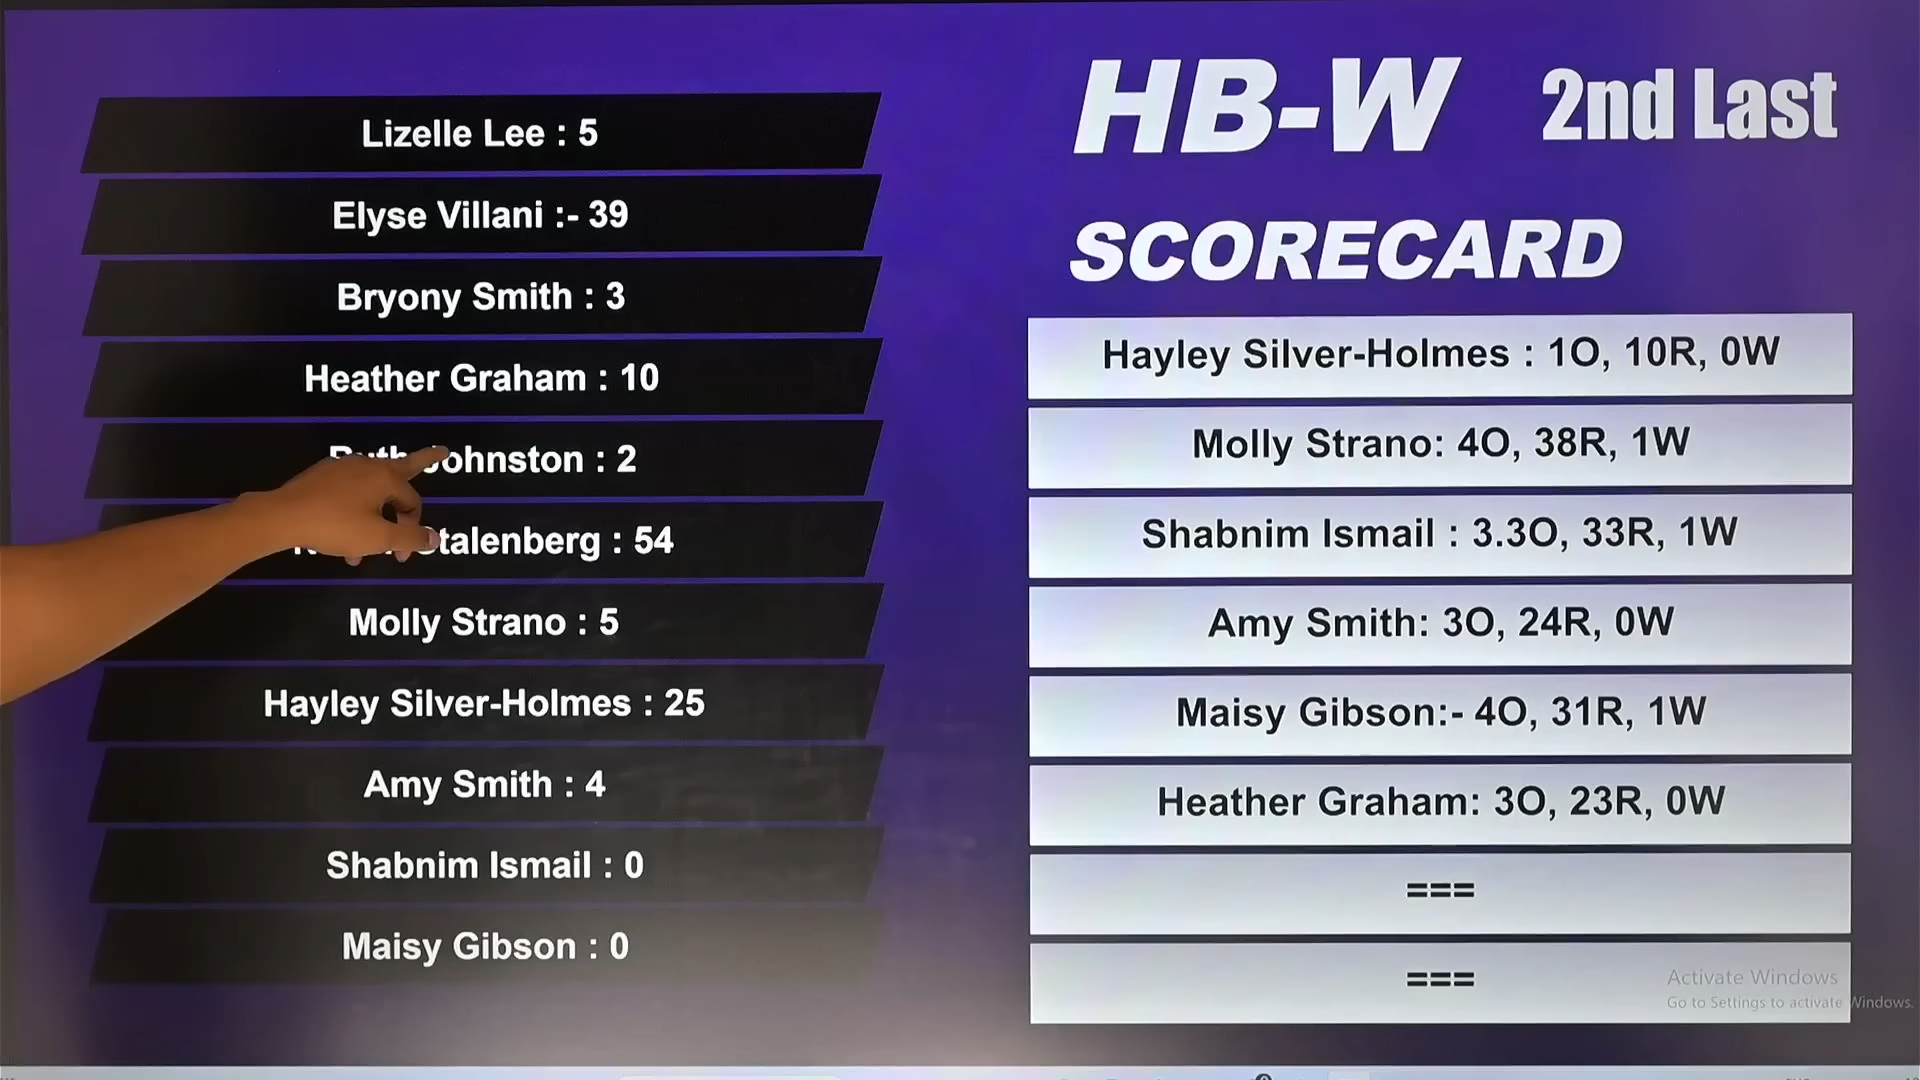 Lizelle Lee : 5
Elyse Villani :- 39
Bryony Smith : 3
Heather Graham : 10
Johnston : 2
Stalenberg : 54
Molly Strano : 5
Hayley Silver-Holmes : 25
Amy Smith : 4
Shabnim Ismail : 0
Maisy Gibson : 0
HB-W 2nd Last
SCORECARD
Hayley Silver-Holmes : 1O, 10R, 0W
Molly Strano: 4O, 38R, 1W
Shabnim Ismail : 3.3O, 33R, 1W
Amy Smith: 3O, 24R, 0W
Maisy Gibson:- 4O, 31R, 1W
Heather Graham: 3O, 23R, 0W
===
===
Activate Windows
Go to Settings to activate Windows.